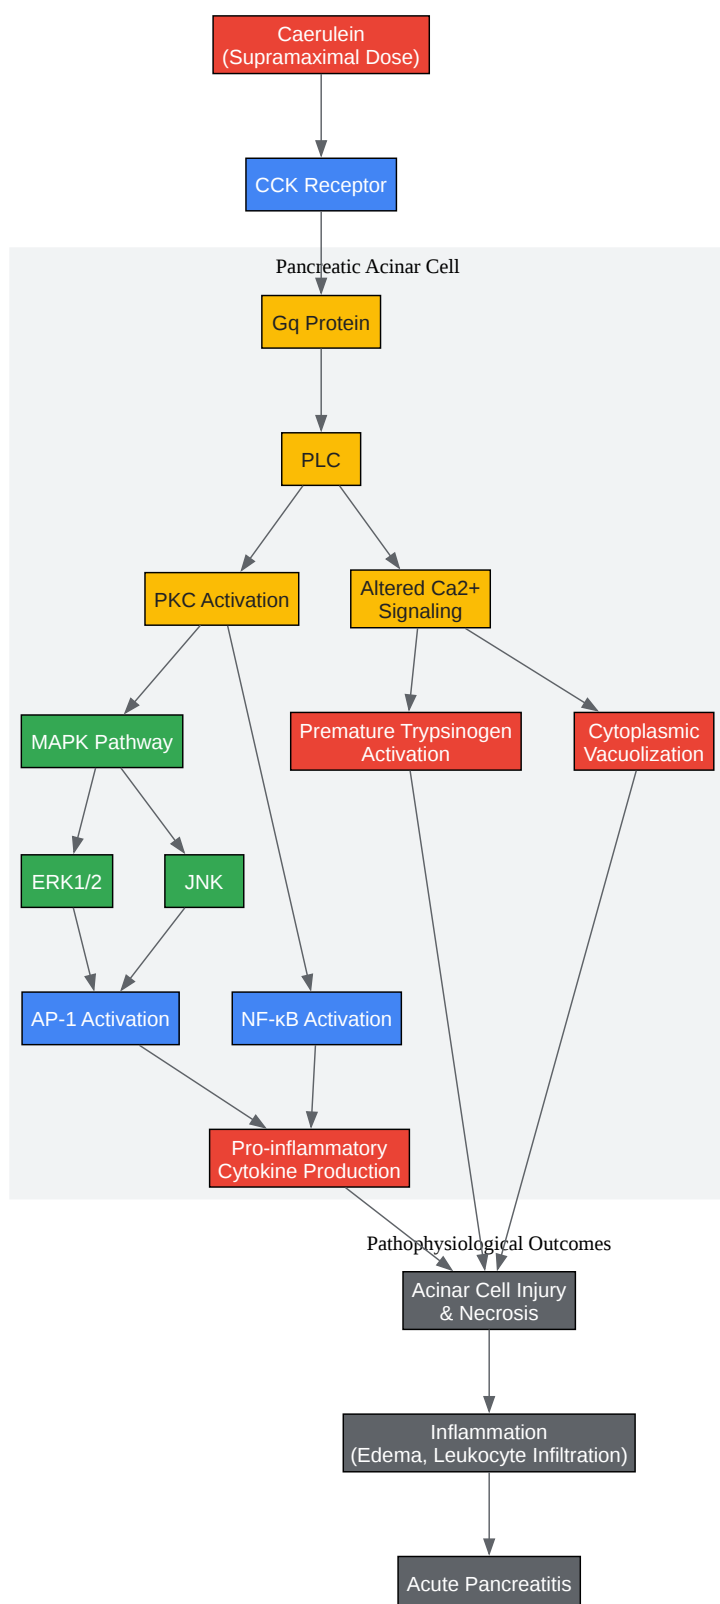 Caerulein
(Supramaximal Dose)
CCK Receptor
Pancreatic Acinar Cell
Gq Protein
PLC
PKC Activation
Altered Ca2+
Signaling
MAPK Pathway
Premature Trypsinogen
Activation
Cytoplasmic
Vacuolization
ERK1/2
JNK
AP-1 Activation
NF-κB Activation
Pro-inflammatory
Cytokine Production
Pathophysiological Outcomes
Acinar Cell Injury
& Necrosis
Inflammation
(Edema, Leukocyte Infiltration)
Acute Pancreatitis